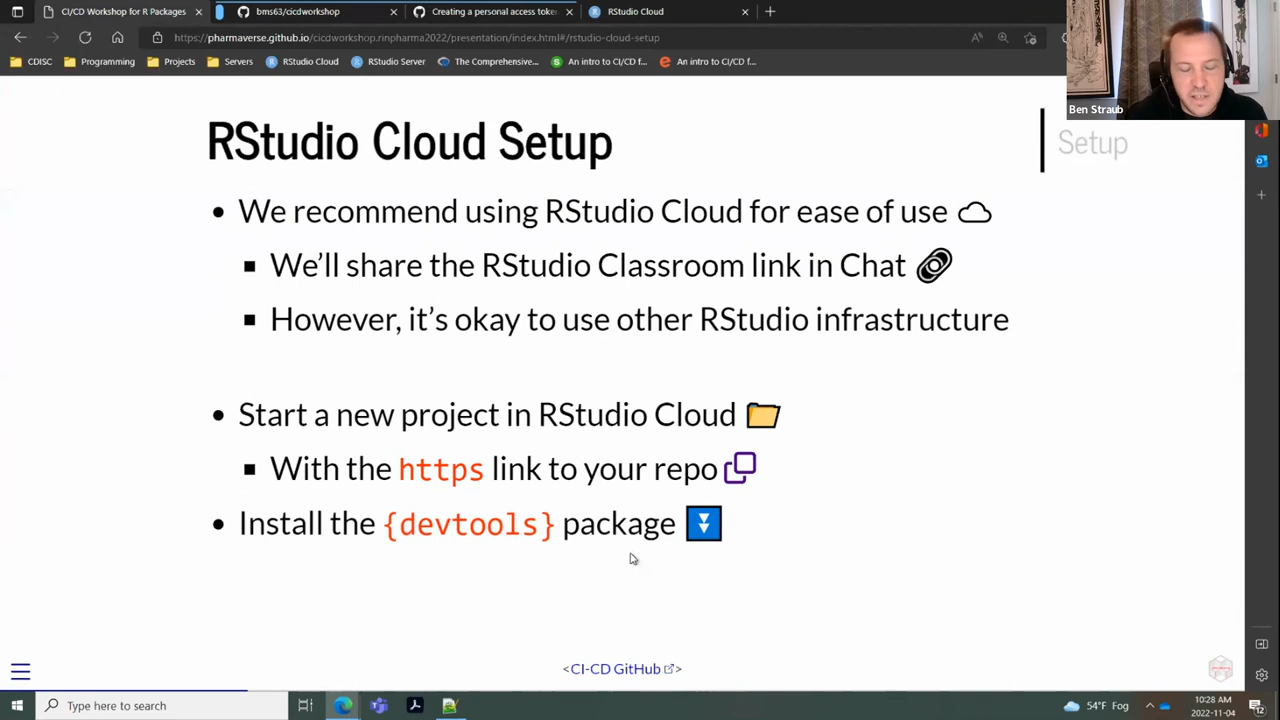 CI/CD Workshop for R Packages
bms63/cicdworkshop
Creating a personal access toke
RStudio Cloud
https://pharmaverse.github.io/cicdworkshop.rinpharma2022/presentation/index.html#/rstudio-cloud-setup
CDISC
Programming
Projects
Servers
RStudio Cloud
RStudio Server
The Comprehensive...
An intro to CI/CD f...
An intro to CI/CD f...
Ben Straub
RStudio Cloud Setup
Setup
• We recommend using RStudio Cloud for ease of use
▪ We'll share the RStudio Classroom link in Chat
▪ However, it's okay to use other RStudio infrastructure
• Start a new project in RStudio Cloud
▪ With the https link to your repo
• Install the {devtools} package
<CI-CD GitHub>
Type here to search
54°F Fog
10:28 AM
2022-11-04
12